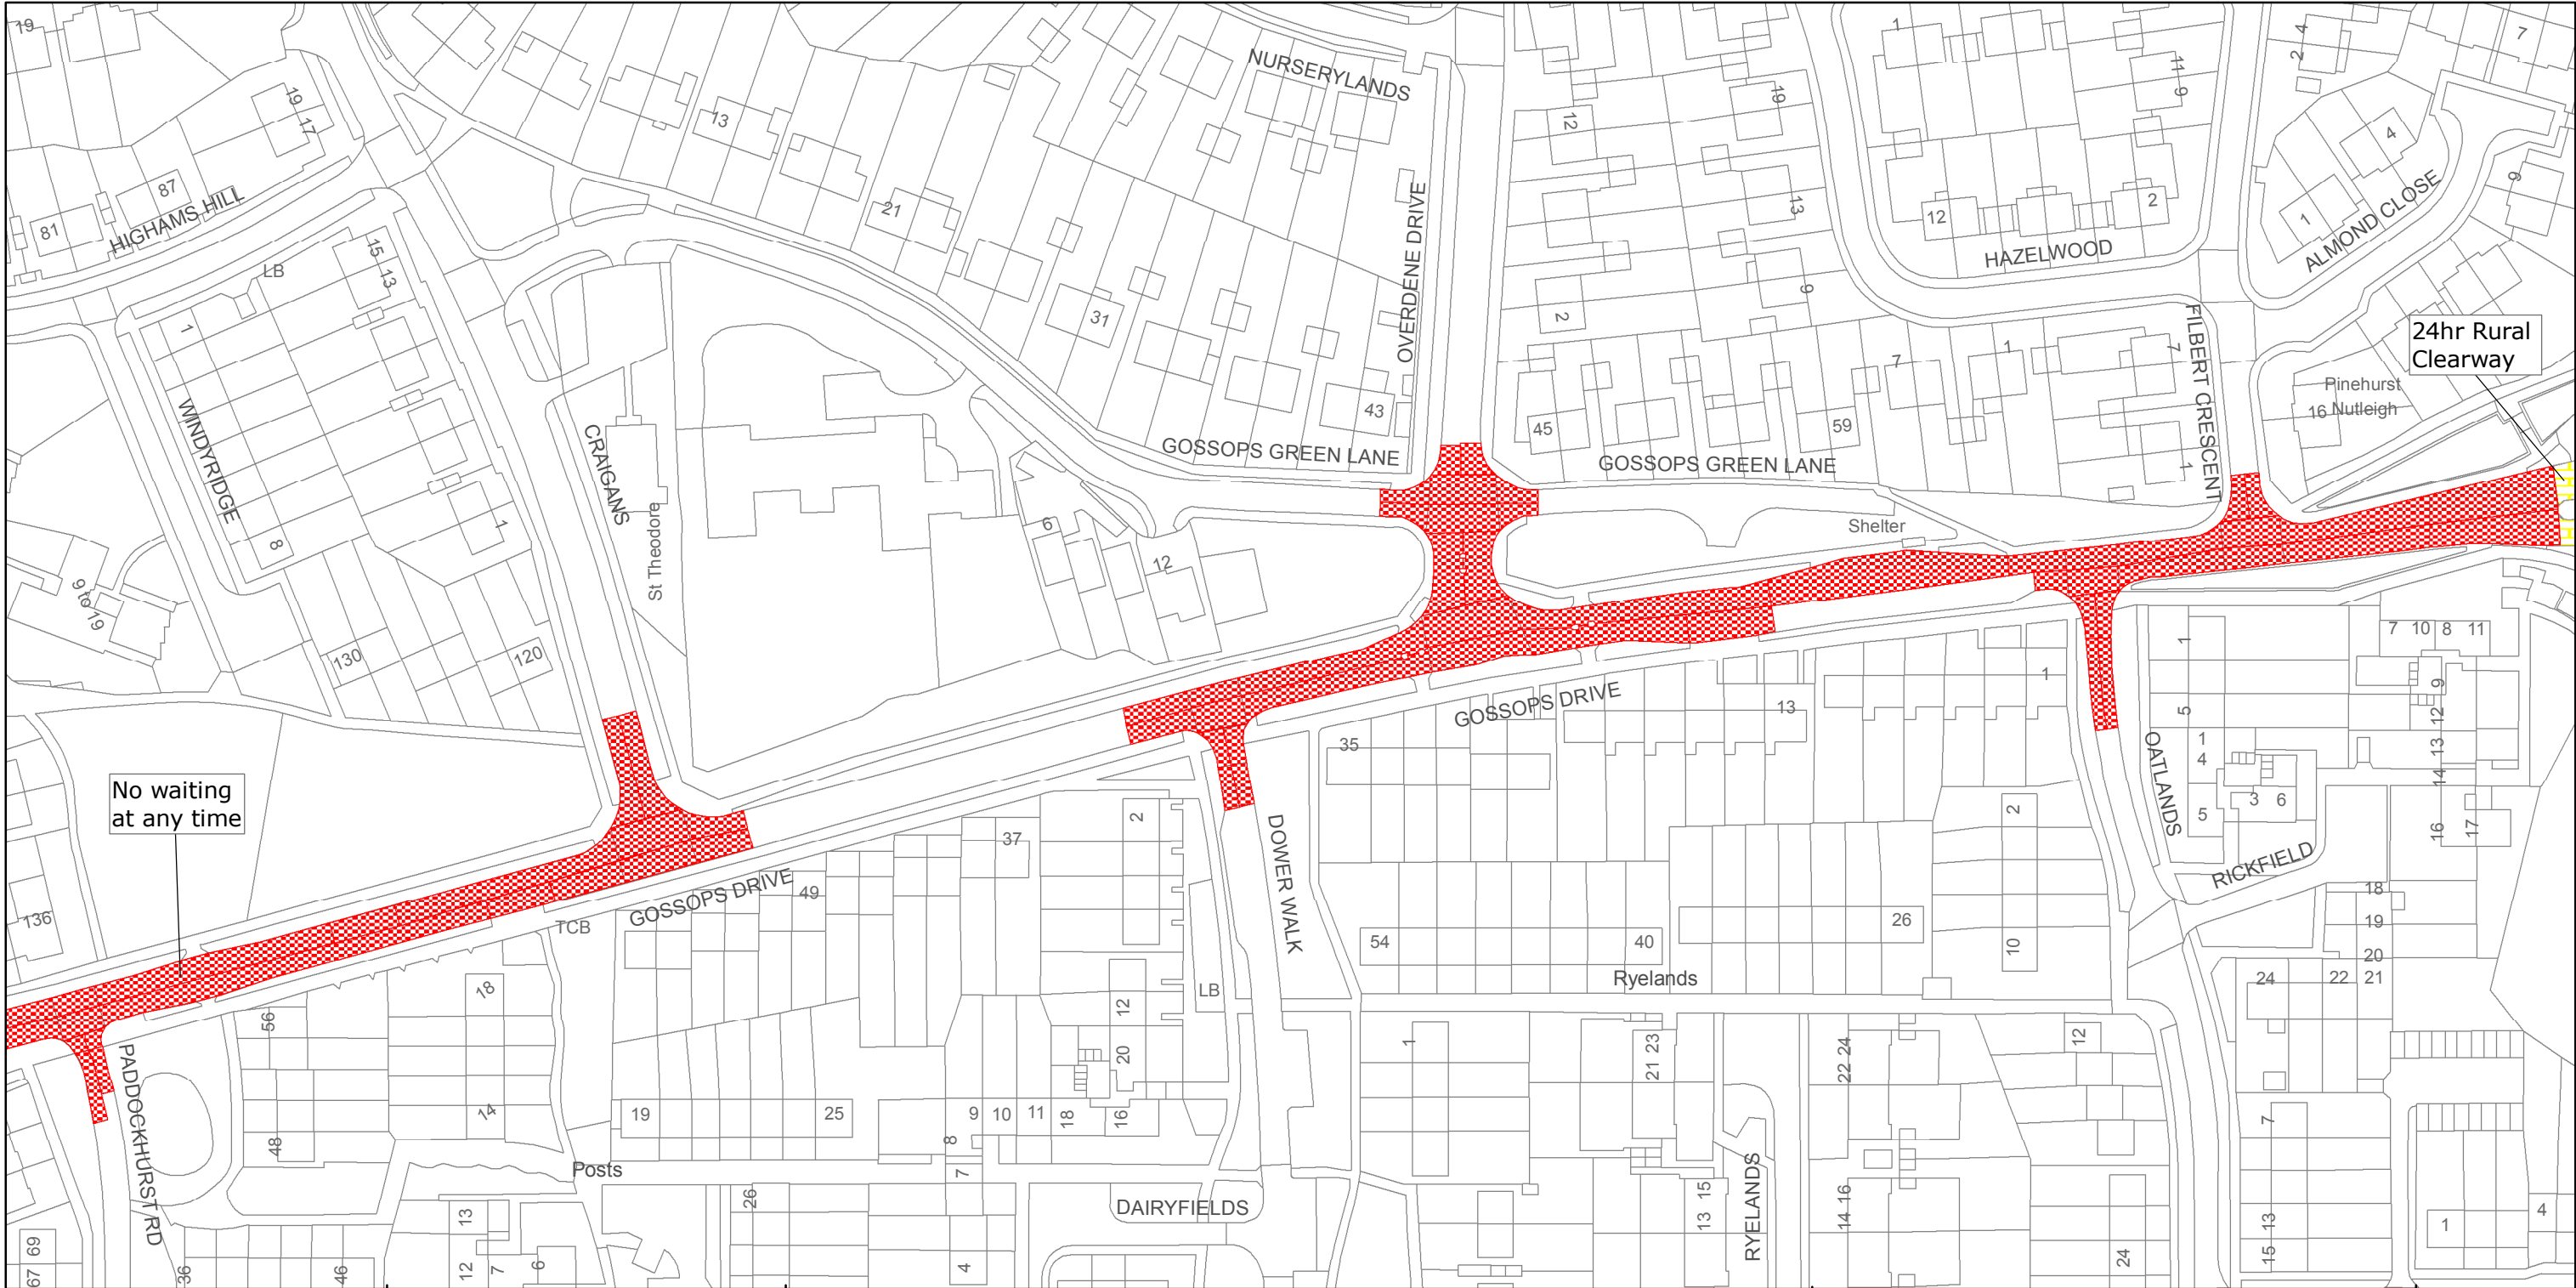 19
NURSERYLANDS
1
7
2 4
11
9
19
17
13
12
19
4
87
21
13
12
2
1
9
81
HIGHAMS HILL
OVERDENE DRIVE
HAZELWOOD
ALMOND CLOSE
LB
15
13
31
2
9
1
24hr Rural
Clearway
7
1
7
FILBERT CRESCENT
Pinehurst
16 Nutleigh
WINDYRIDGE
CRAIGANS
43
45
59
GOSSOPS GREEN LANE
GOSSOPS GREEN LANE
1
1
8
St Theodore
6
12
Shelter
9 to 19
130
120
1
7 10 8 11
9
12
13
14
GOSSOPS DRIVE
13
1
5
35
OATLANDS
1
4
5
3 6
No waiting
at any time
37
2
DOWER WALK
2
16
17
RICKFIELD
136
GOSSOPS DRIVE
49
TCB
54
40
26
10
18
19
20
21
22
24
Ryelands
18
56
LB
12
20
1
21 23
22 24
12
PADDOCKHURST RD
14
48
19
25
9 10 11 18 16
8
7
7
Posts
26
DAIRYFIELDS
RYELANDS
13 15
14 16
13
15
1
4
69
67
36
46
13
12
7
6
4
24